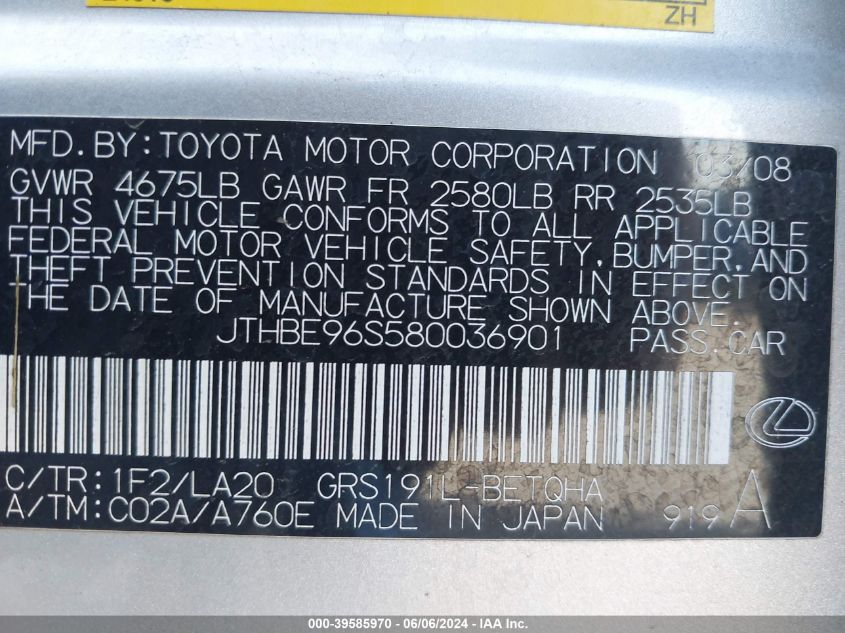 ZH
MFD.BY:TOYOTA MOTOR CORPORATION 03/08
GVWR 4675LB GAWR FR 2580LB RR 2535LB
THIS VEHICLE CONFORMS TO ALL APPLICABLE
FEDERAL MOTOR VEHICLE SAFETY,BUMPER,AND
THEFT PREVENTION STANDARDS IN EFFECT ON
THE DATE OF MANUFACTURE SHOWN ABOVE.
JTHBE96S580036901 PASS.CAR
C/TR:1F2/LA20 GRS191L-BETQHA
A/TM:C02A/A760E MADE IN JAPAN 919 A
000-39585970 - 06/06/2024 - IAA Inc.